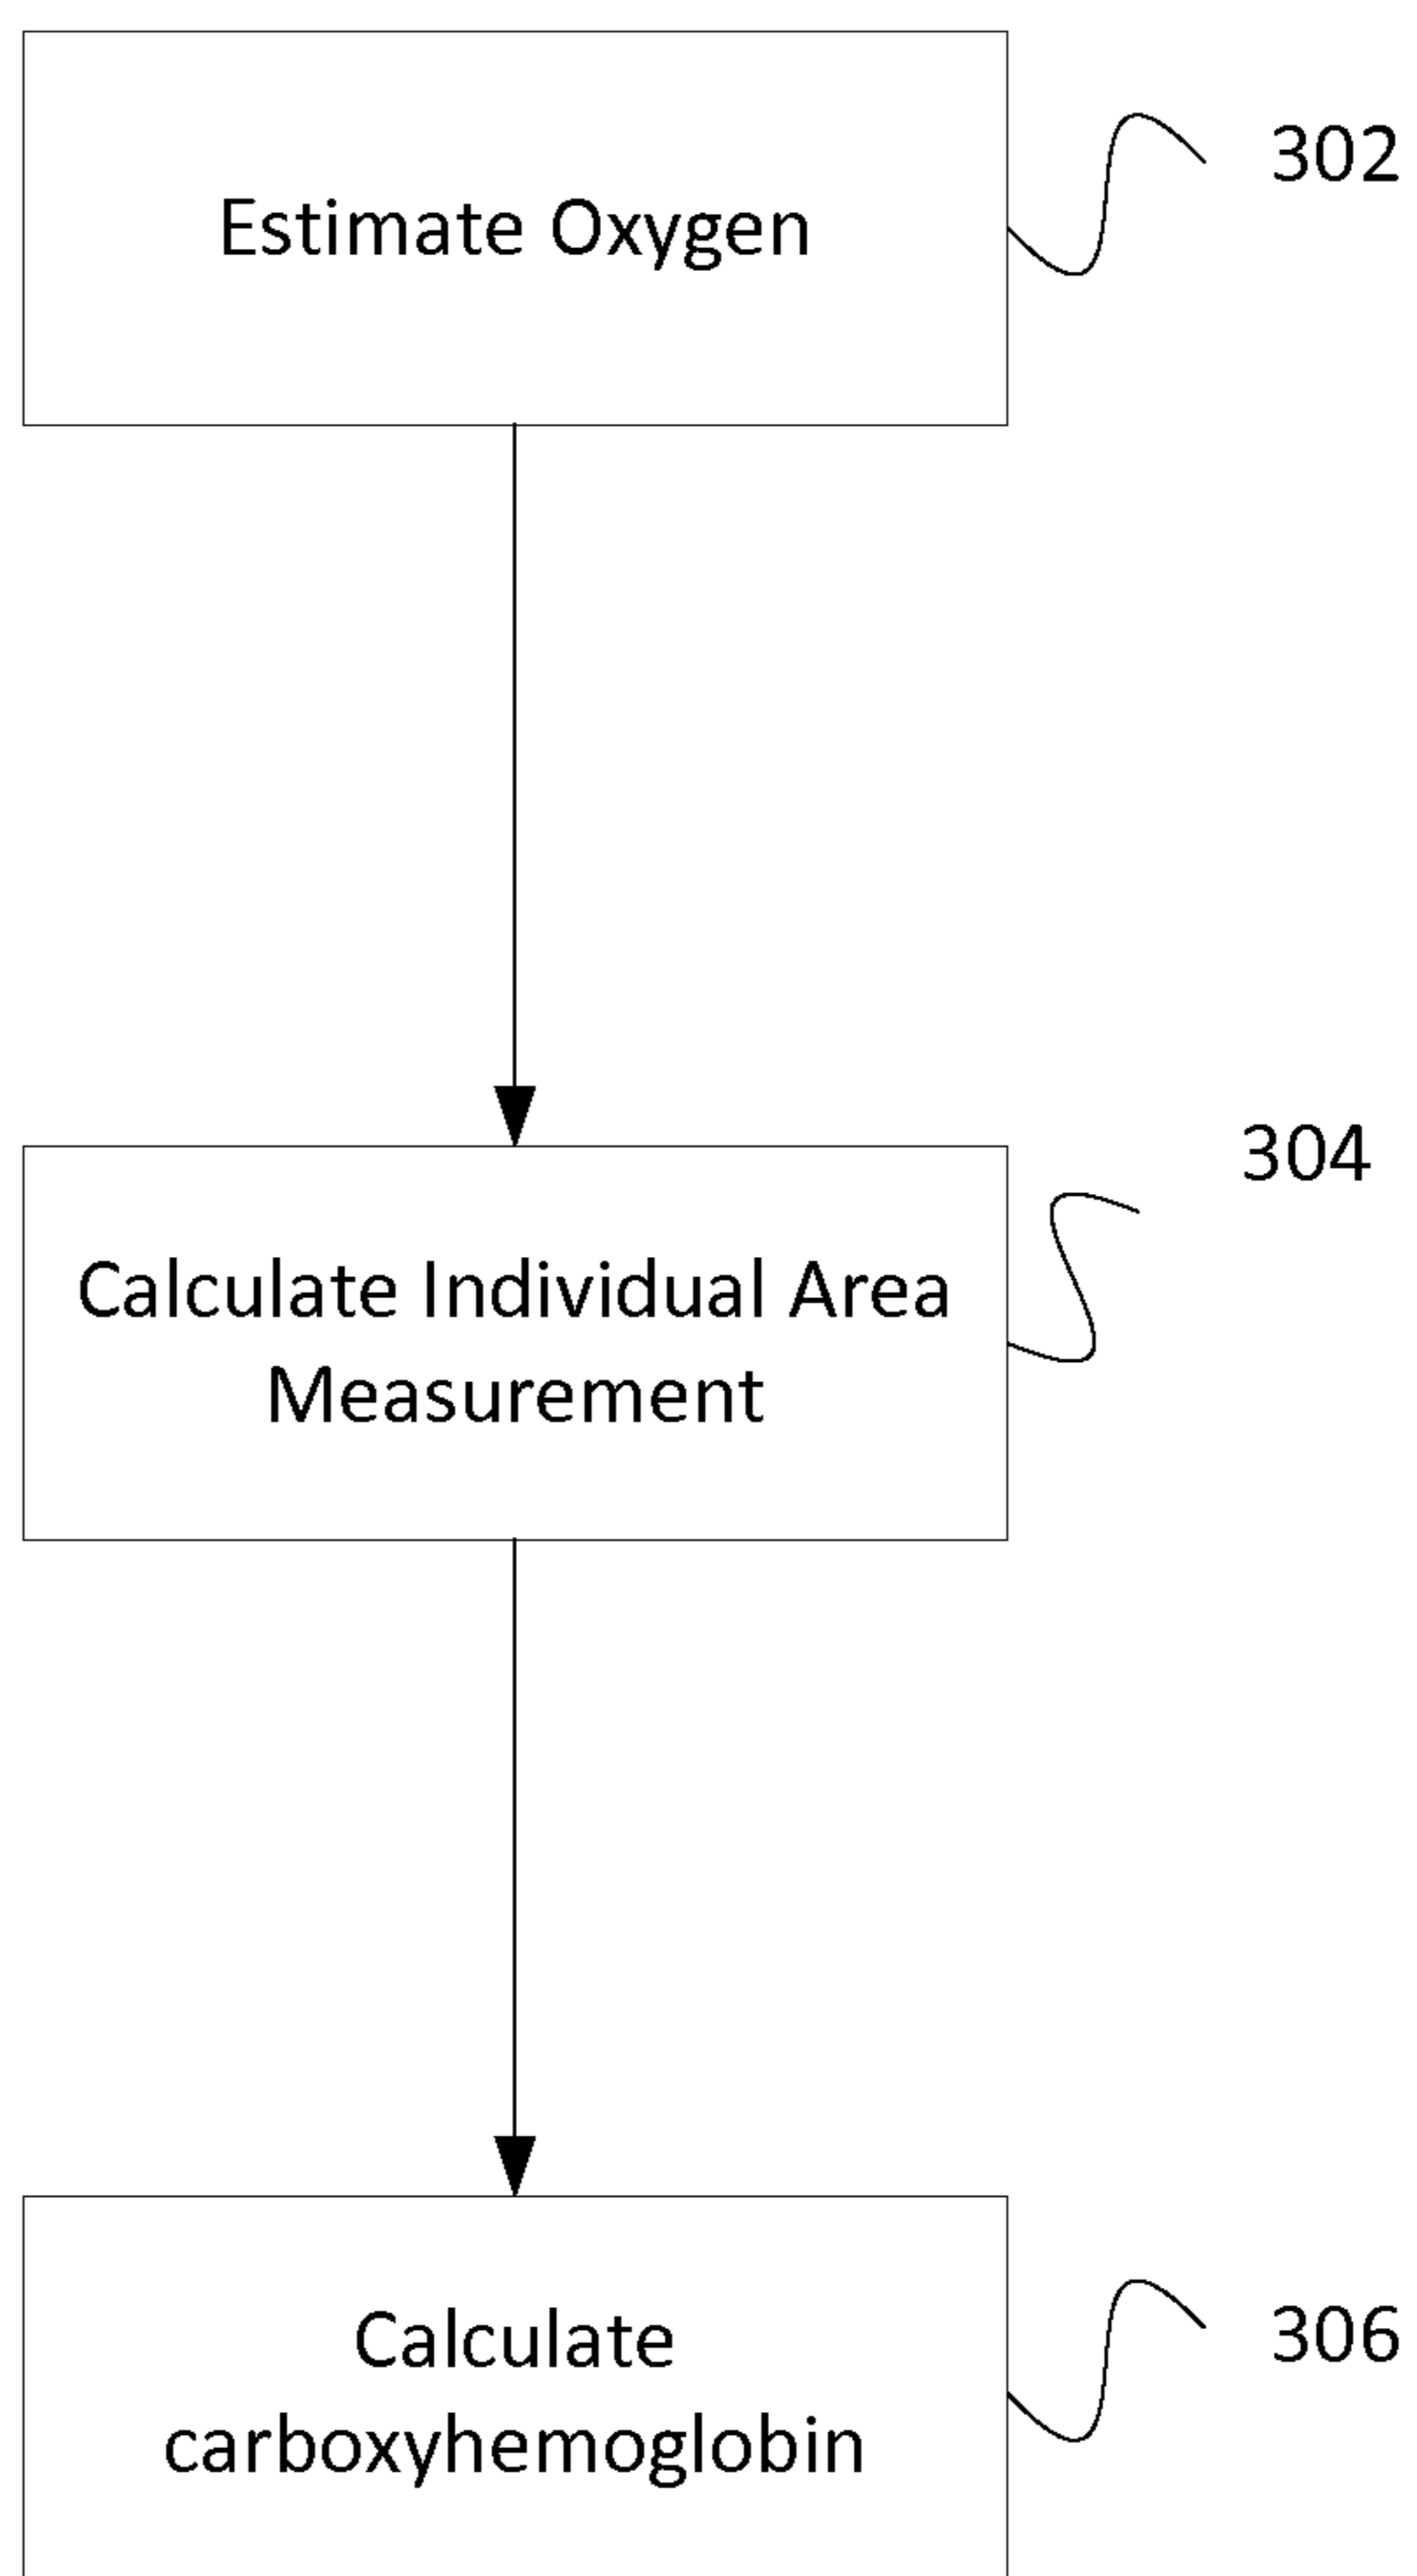 Estimate Oxygen
302
304
Calculate Individual Area
Measurement
Calculate
carboxyhemoglobin
306